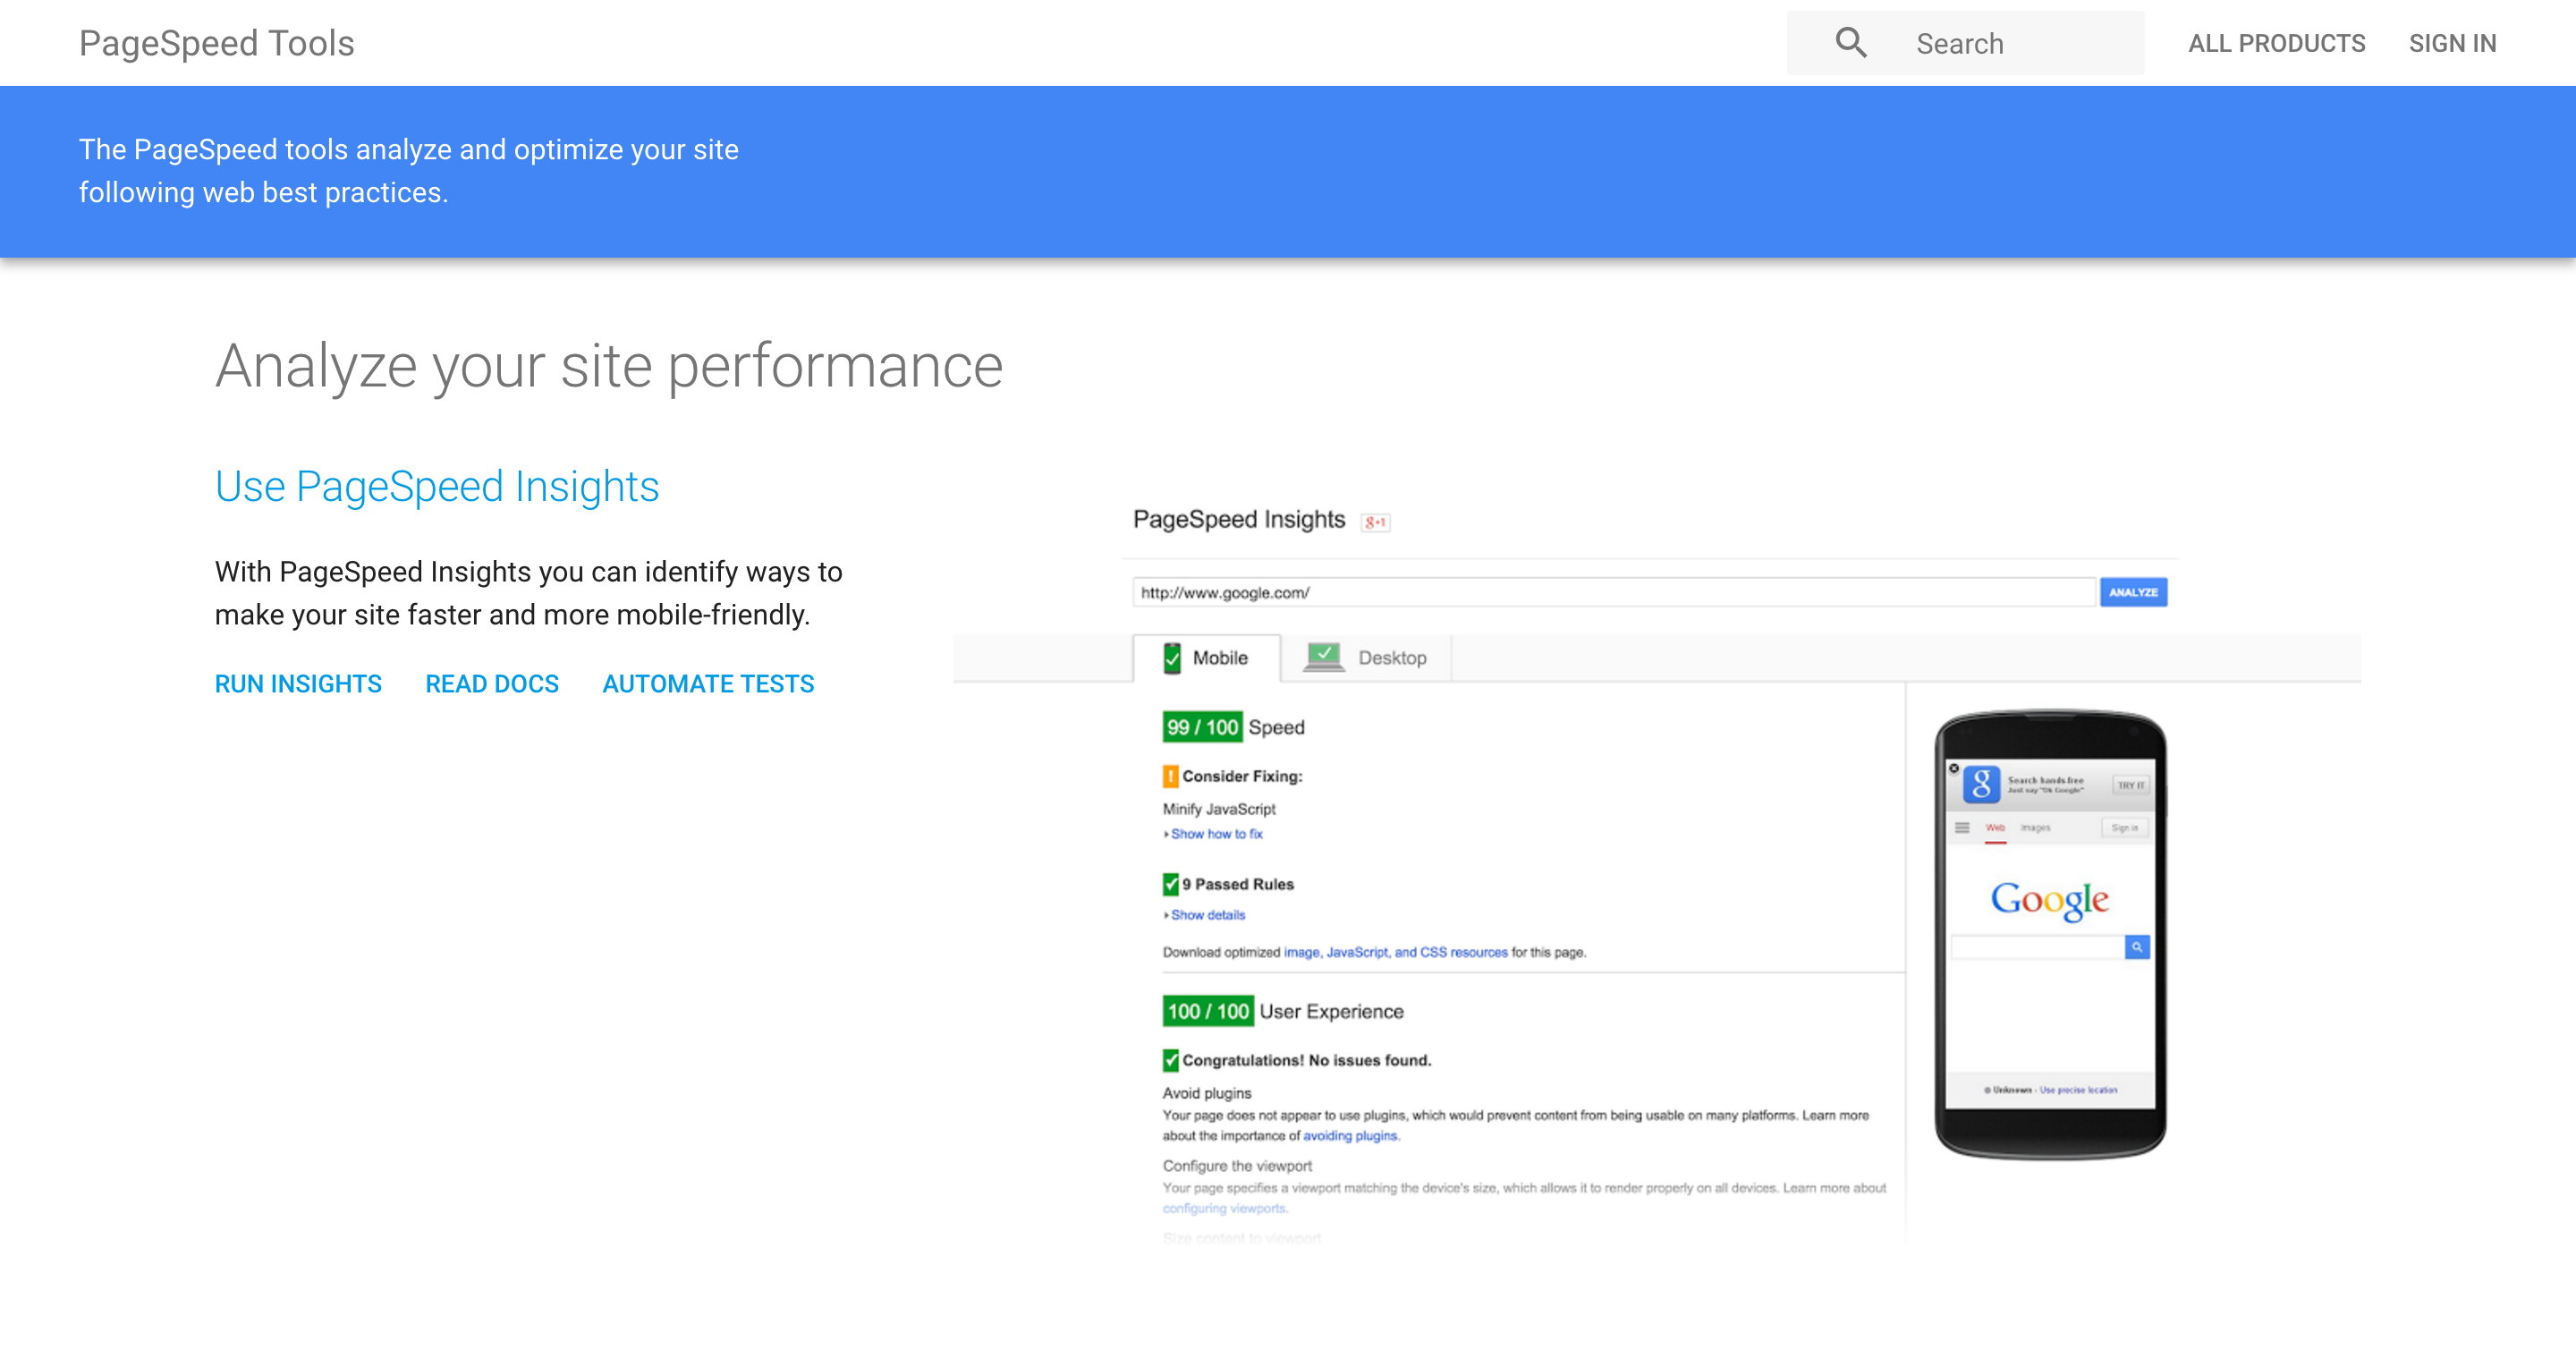 PageSpeed Tools
Search
ALL PRODUCTS
SIGN IN
The PageSpeed tools analyze and optimize your site
following web best practices.
Analyze your site performance
Use PageSpeed Insights
With PageSpeed Insights you can identify ways to
make your site faster and more mobile-friendly.
RUN INSIGHTS
READ DOCS
AUTOMATE TESTS
PageSpeed Insights
g+1
http://www.google.com/
ANALYZE
Mobile
Desktop
99 / 100 Speed
! Consider Fixing:
Minify JavaScript
Show how to fix
9 Passed Rules
Show details
Download optimized image, JavaScript, and CSS resources for this page.
100 / 100 User Experience
Congratulations! No issues found.
Avoid plugins
Your page does not appear to use plugins, which would prevent content from being usable on many platforms. Learn more
about the importance of avoiding plugins.
Configure the viewport
Your page specifies a viewport matching the device's size, which allows it to render properly on all devices. Learn more about
configuring viewports.
Size content to viewport
g
Search hands-free
Just say "Ok Google"
TRY IT
Web
Images
Sign in
Google
Unknown - Use precise location